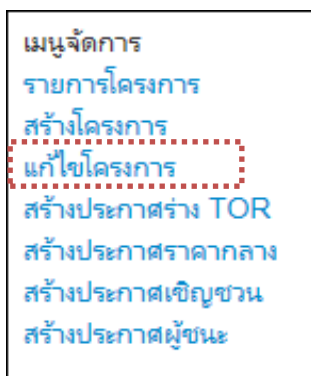 เมนูจัดการ
รายการโครงการ
สร้างโครงการ
แก้ไขโครงการ
สร้างประกาศร่าง TOR
สร้างประกาศราคากลาง
สร้างประกาศเชิญชวน
สร้างประกาศผู้ชนะ